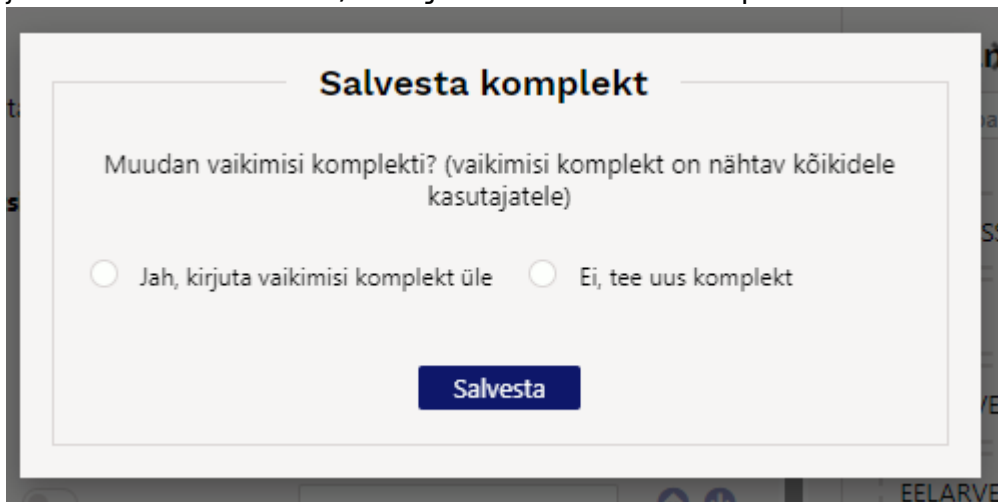 Salvesta komplekt
Muudan vaikimisi komplekti? (vaikimisi komplekt on nähtav kõikidele
kasutajatele)
Jah, kirjuta vaikimisi komplekt üle
Ei, tee uus komplekt
Salvesta